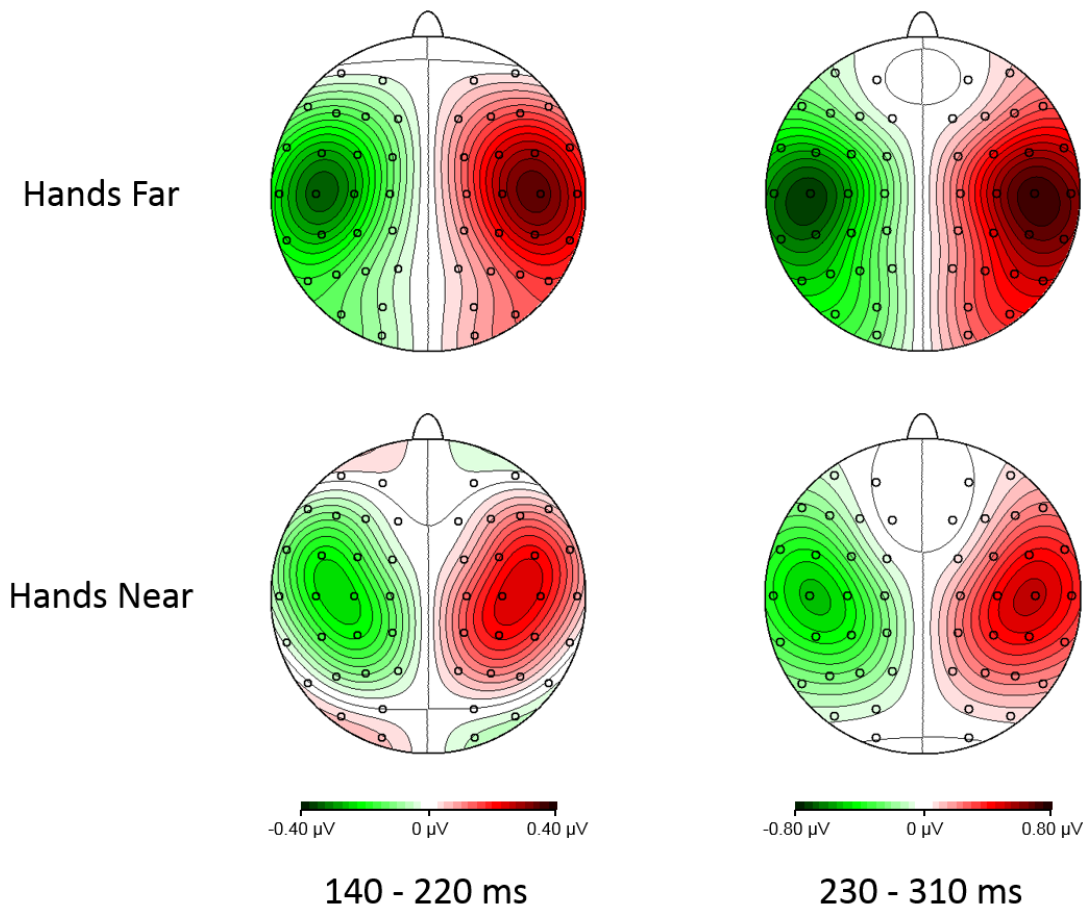 Hands Far
Hands Near
-0.40 µV 0 µV 0.40 µV
-0.80 µV 0 µV 0.80 µV
140 - 220 ms
230 - 310 ms